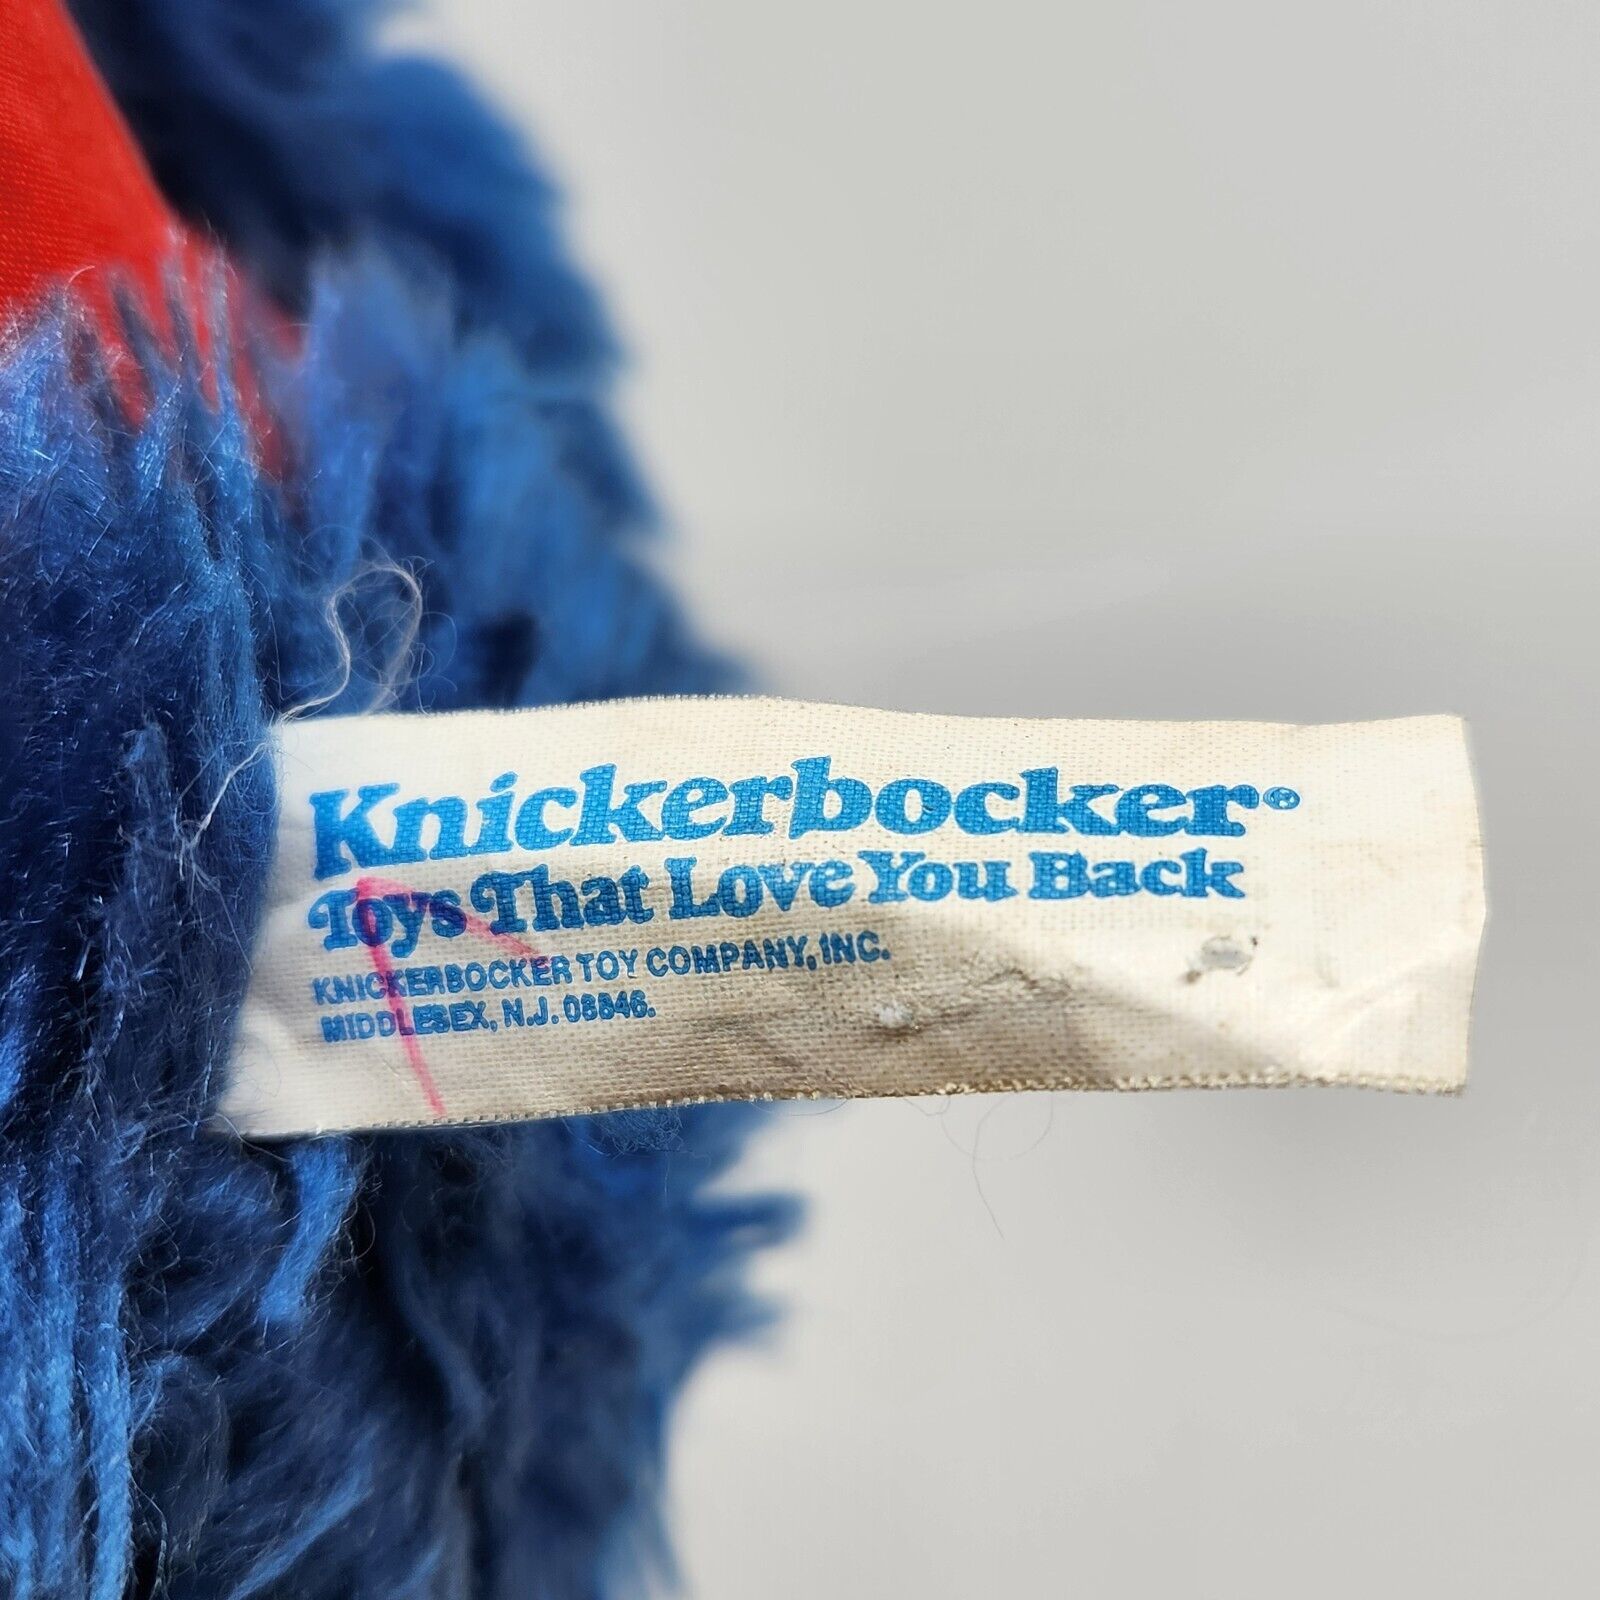 Knickerbocker®
Toys That Love You Back
KNICKERBOCKER TOY COMPANY, INC.
MIDDLESEX, N.J. 08846.